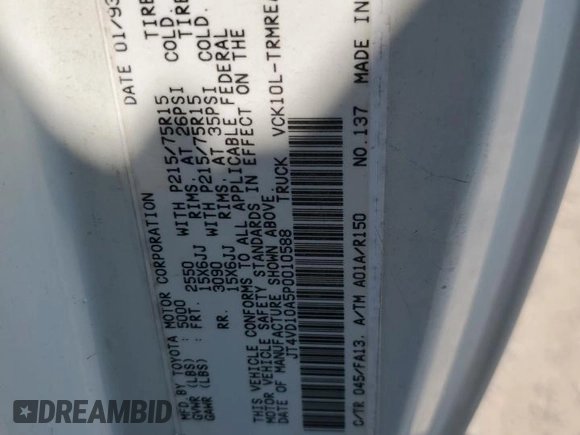 MFD BY TOYOTA MOTOR CORPORATION DATE 01/93
GVWR (LBS) : 5000
GAWR (LBS) : FRT. 2550 WITH P215/75R15 TIRE
15X6JJ RIMS. AT 26PSI COLD.
RR. 3090 WITH P215/75R15 TIRE
15X6JJ RIMS. AT 35PSI COLD.
THIS VEHICLE CONFORMS TO ALL APPLICABLE FEDERAL
MOTOR VEHICLE SAFETY STANDARDS IN EFFECT ON THE
DATE OF MANUFACTURE SHOWN ABOVE.
JT4VD10A5P0010588 TRUCK VCK10L-TRMREA
C/TR 045/FA13. A/TM A01A/R150 NO.137 MADE IN
DREAMBID